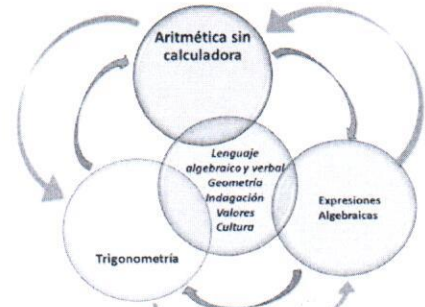 Aritmética sin
calculadora
Lenguaje
algebraico y verbal
Geometría
Indagación
Valores
Cultura
Expresiones
Algebraicas
Trigonometría